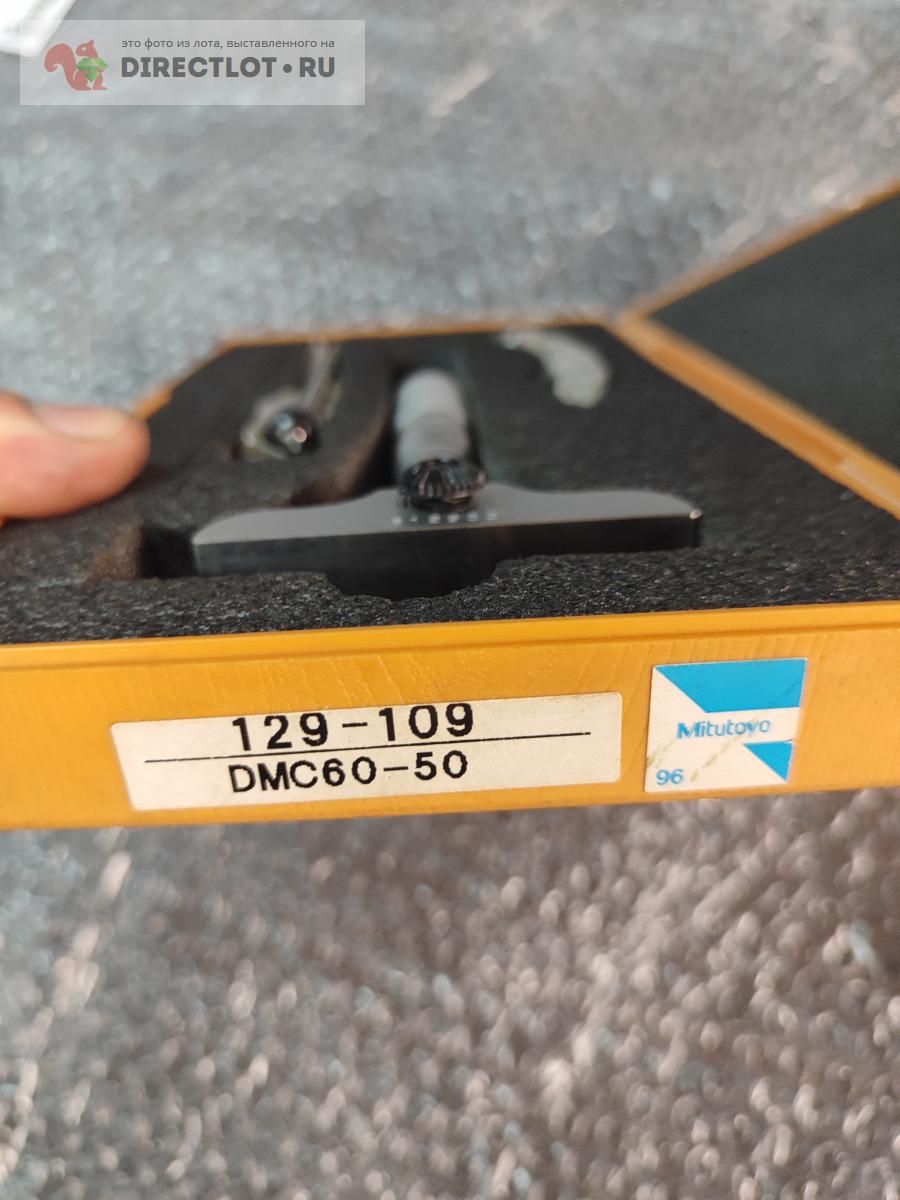 это фото из лота, выставленного на
DIRECTLOT•RU
129-109
DMC60-50
Mitutoyo
96